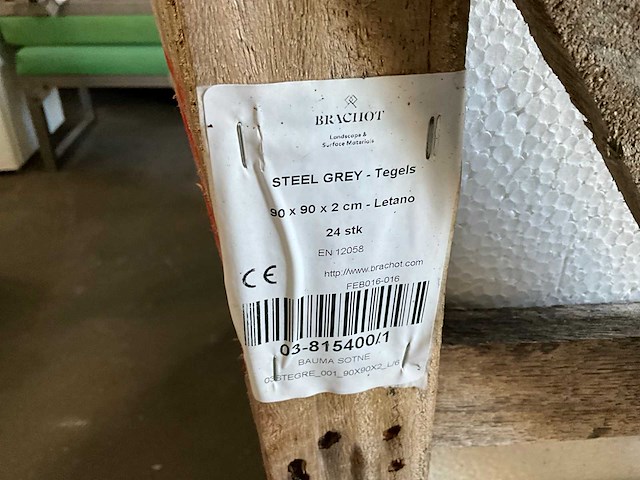 BRACHOT
Landscape &
Surface Materials
STEEL GREY - Tegels
90 x 90 x 2 cm - Letano
24 stk
EN 12058
CE
http://www.brachot.com
FEB016-016
03-815400/1
BAUMA SOTNE